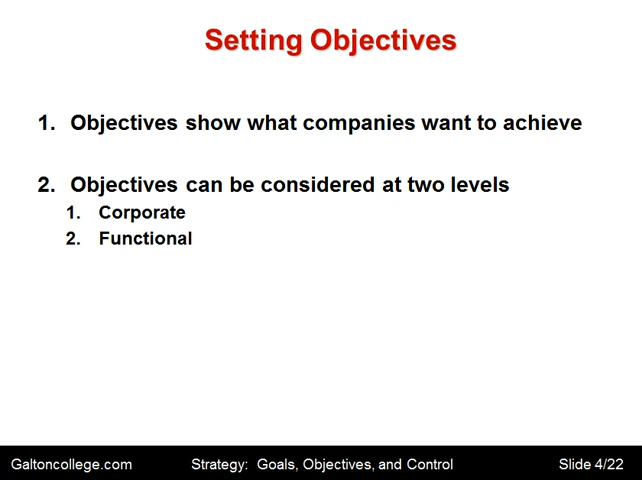 Setting Objectives
1. Objectives show what companies want to achieve
2. Objectives can be considered at two levels
1. Corporate
2. Functional
Galtoncollege.com Strategy: Goals, Objectives, and Control Slide 4/22